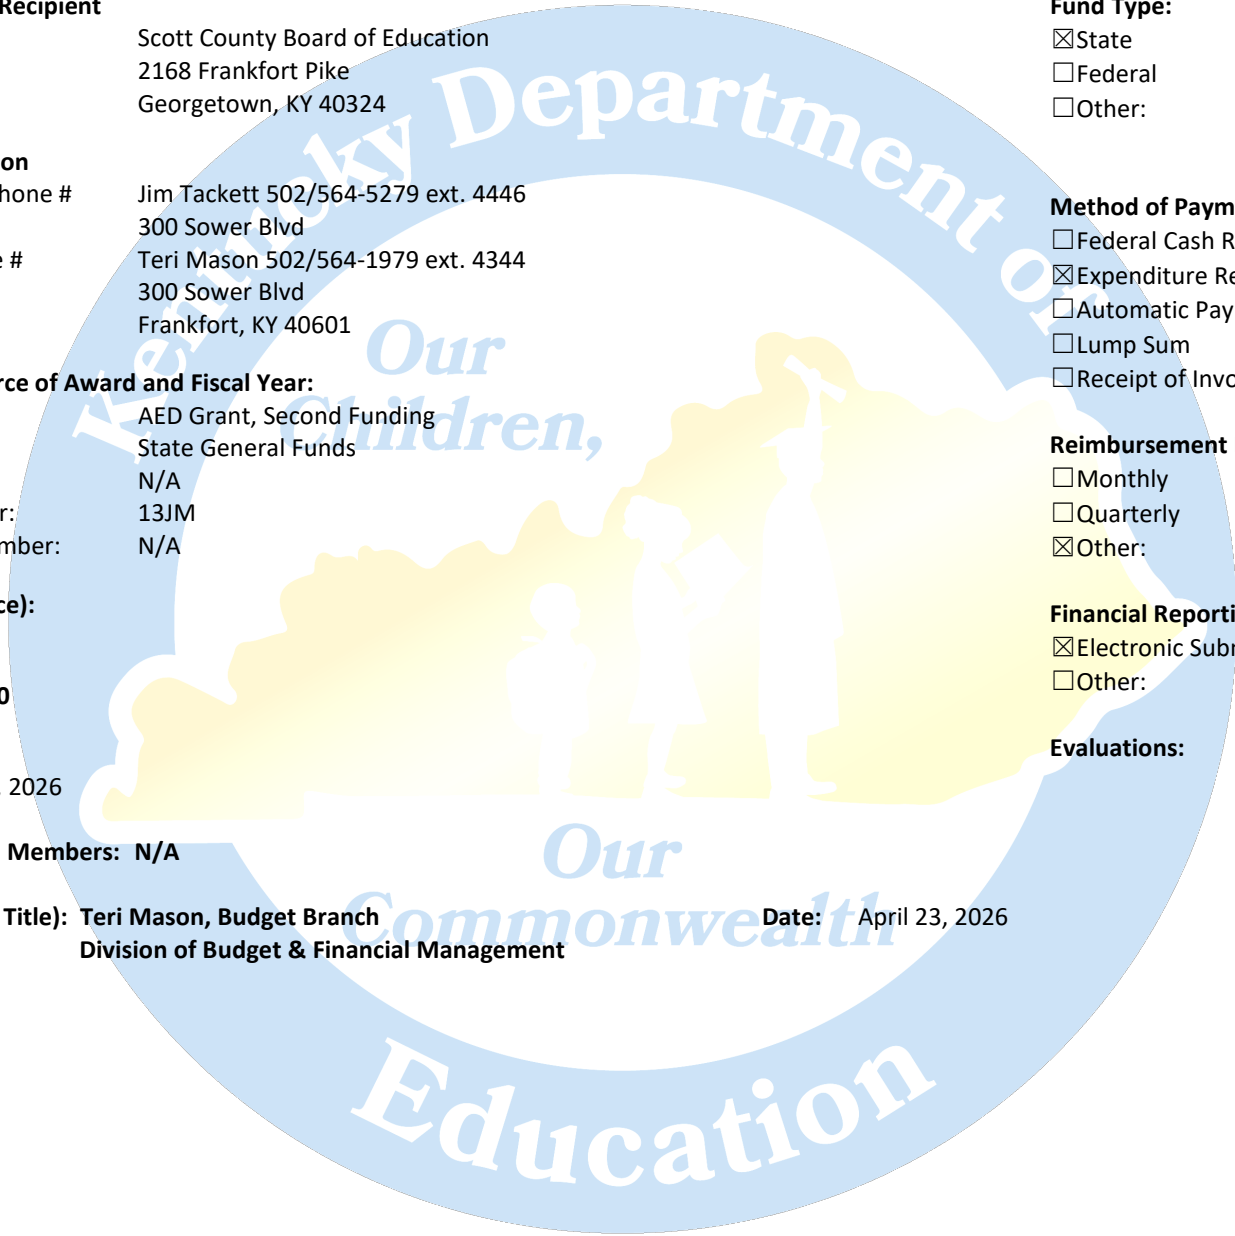 Recipient
Scott County Board of Education
2168 Frankfort Pike
Georgetown, KY 40324
on
hone # Jim Tackett 502/564-5279 ext. 4446
300 Sower Blvd
e # Teri Mason 502/564-1979 ext. 4344
300 Sower Blvd
Frankfort, KY 40601
rce of Award and Fiscal Year:
AED Grant, Second Funding
State General Funds
N/A
r: 13JM
mber: N/A
ce):
0
, 2026
Members: N/A
Title): Teri Mason, Budget Branch
Division of Budget & Financial Management
Date: April 23, 2026
Fund Type:
☒State
☐Federal
☐Other:
Method of Paym
☐Federal Cash R
☒Expenditure Re
☐Automatic Pay
☐Lump Sum
☐Receipt of Invo
Reimbursement
☐Monthly
☐Quarterly
☒Other:
Financial Reporti
☒Electronic Subr
☐Other:
Evaluations:
Kentucky Department of
Education
Our
Children,
Our
Commonwealth